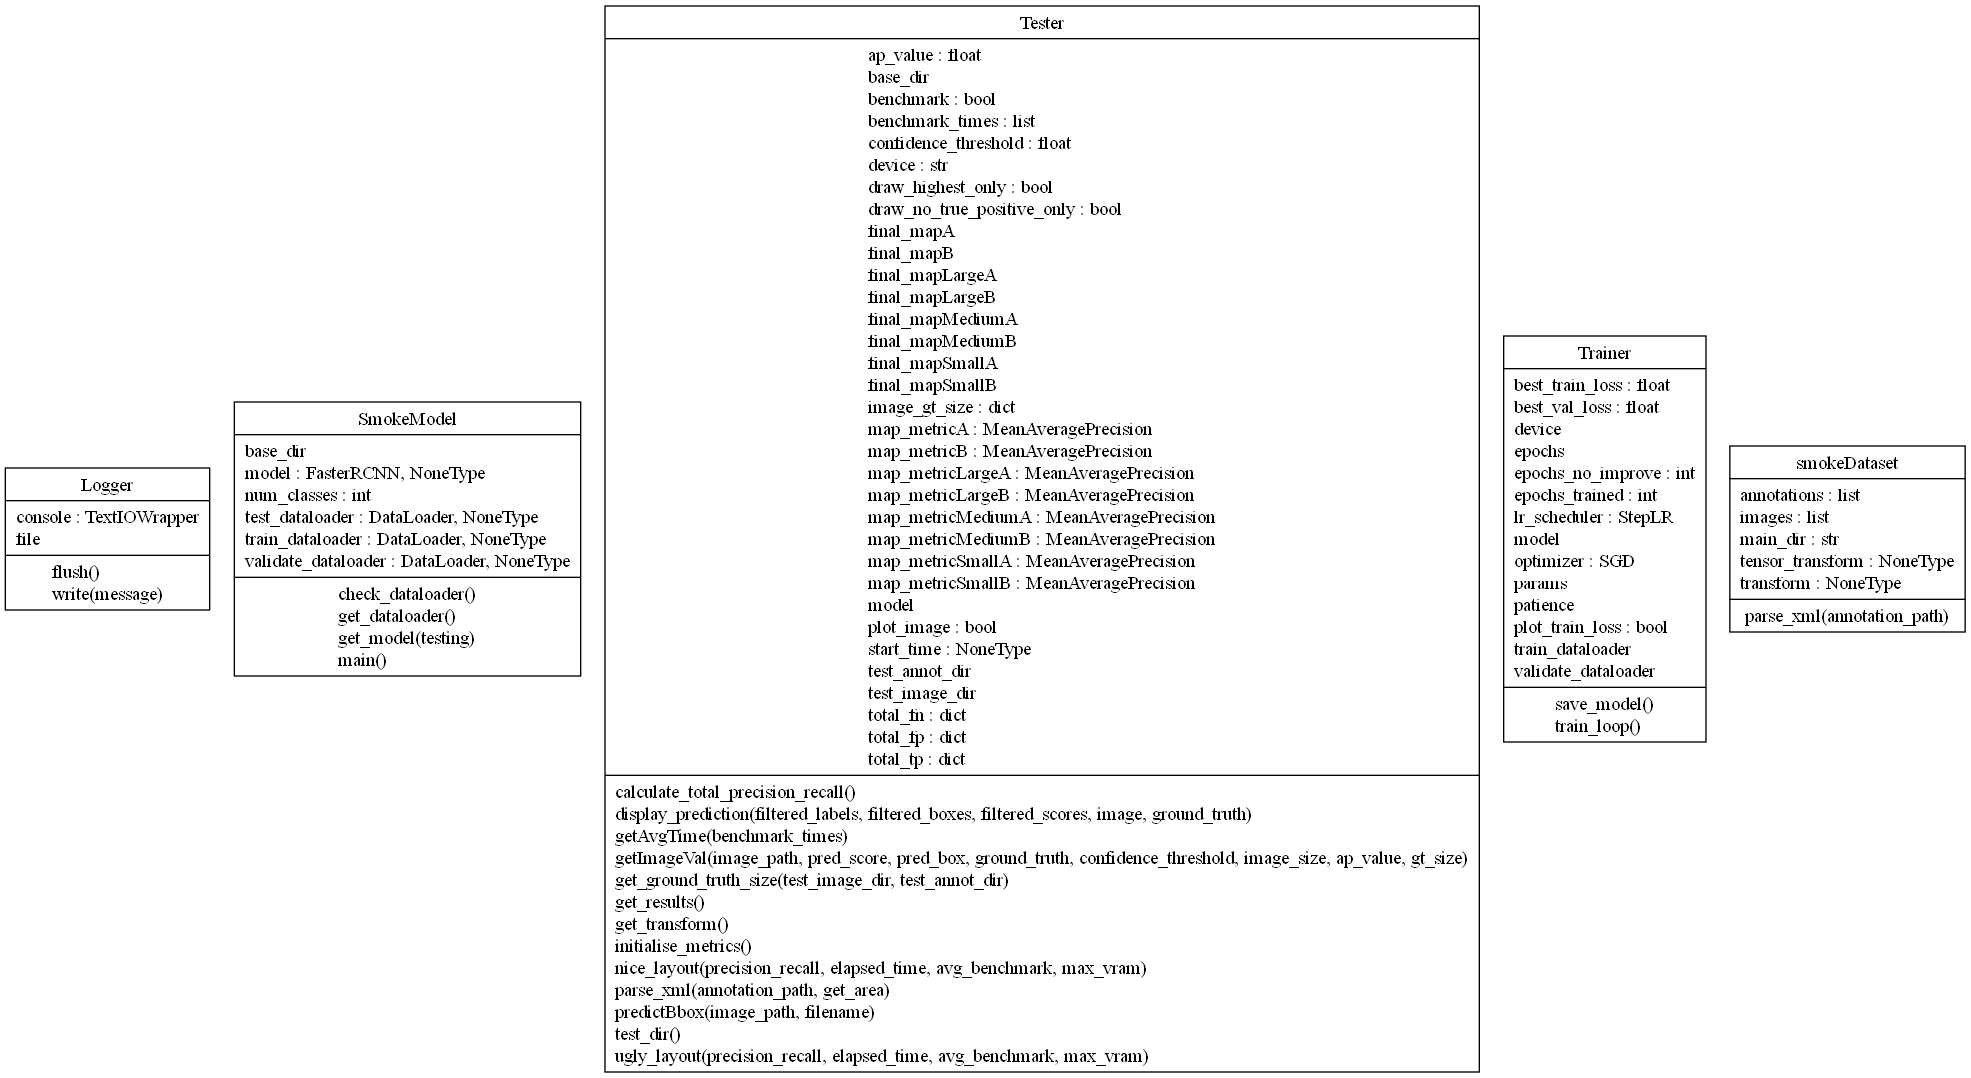 Logger
console : TextIOWrapper
file
flush()
write(message)
SmokeModel
base_dir
model : FasterRCNN, NoneType
num_classes : int
test_dataloader : DataLoader, NoneType
train_dataloader : DataLoader, NoneType
validate_dataloader : DataLoader, NoneType
check_dataloader()
get_dataloader()
get_model(testing)
main()
Tester
ap_value : float
base_dir
benchmark : bool
benchmark_times : list
confidence_threshold : float
device : str
draw_highest_only : bool
draw_no_true_positive_only : bool
final_mapA
final_mapB
final_mapLargeA
final_mapLargeB
final_mapMediumA
final_mapMediumB
final_mapSmallA
final_mapSmallB
image_gt_size : dict
map_metricA : MeanAveragePrecision
map_metricB : MeanAveragePrecision
map_metricLargeA : MeanAveragePrecision
map_metricLargeB : MeanAveragePrecision
map_metricMediumA : MeanAveragePrecision
map_metricMediumB : MeanAveragePrecision
map_metricSmallA : MeanAveragePrecision
map_metricSmallB : MeanAveragePrecision
model
plot_image : bool
start_time : NoneType
test_annot_dir
test_image_dir
total_fn : dict
total_fp : dict
total_tp : dict
calculate_total_precision_recall()
display_prediction(filtered_labels, filtered_boxes, filtered_scores, image, ground_truth)
getAvgTime(benchmark_times)
getImageVal(image_path, pred_score, pred_box, ground_truth, confidence_threshold, image_size, ap_value, gt_size)
get_ground_truth_size(test_image_dir, test_annot_dir)
get_results()
get_transform()
initialise_metrics()
nice_layout(precision_recall, elapsed_time, avg_benchmark, max_vram)
parse_xml(annotation_path, get_area)
predictBbox(image_path, filename)
test_dir()
ugly_layout(precision_recall, elapsed_time, avg_benchmark, max_vram)
Trainer
best_train_loss : float
best_val_loss : float
device
epochs
epochs_no_improve : int
epochs_trained : int
lr_scheduler : StepLR
model
optimizer : SGD
params
patience
plot_train_loss : bool
train_dataloader
validate_dataloader
save_model()
train_loop()
smokeDataset
annotations : list
images : list
main_dir : str
tensor_transform : NoneType
transform : NoneType
parse_xml(annotation_path)